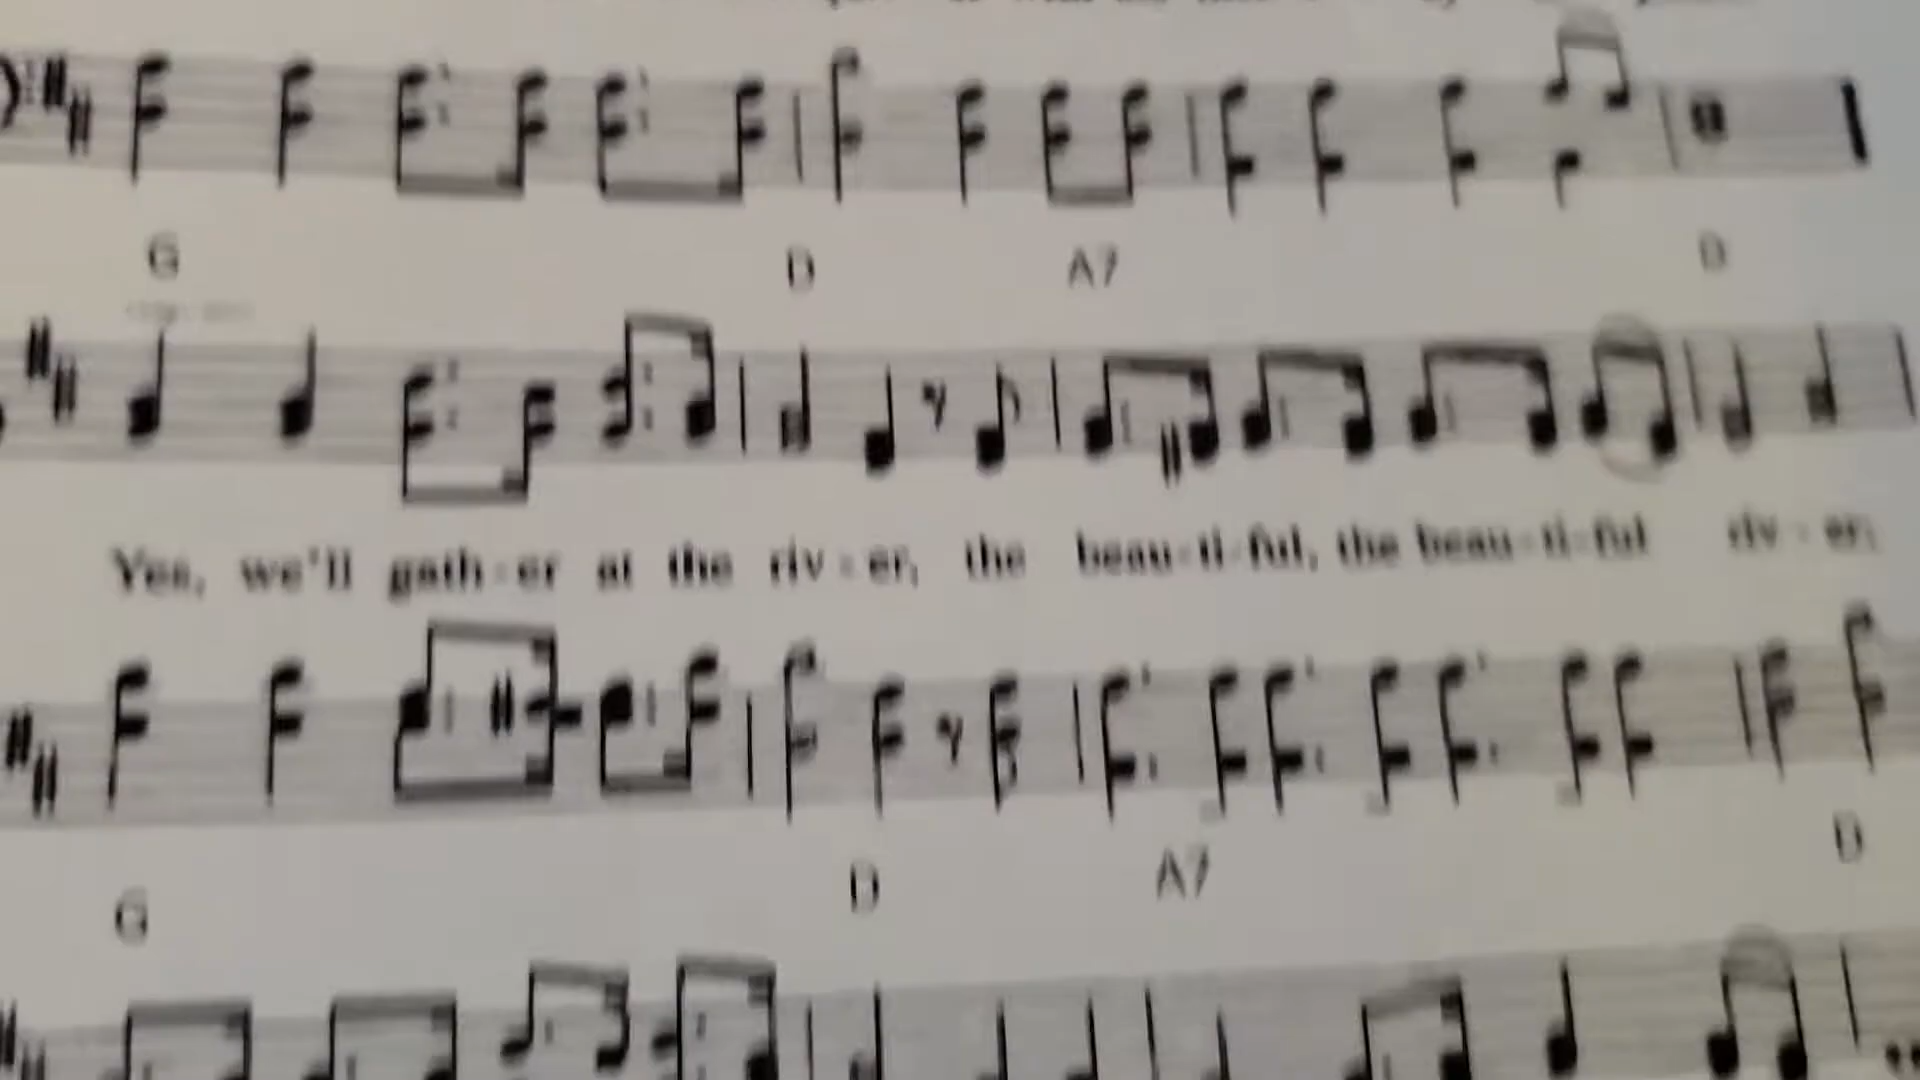 G D A7 D
Yes, we'll gath - er at the riv - er, the beau - ti - ful, the beau - ti - ful riv - er;
G D A7 D